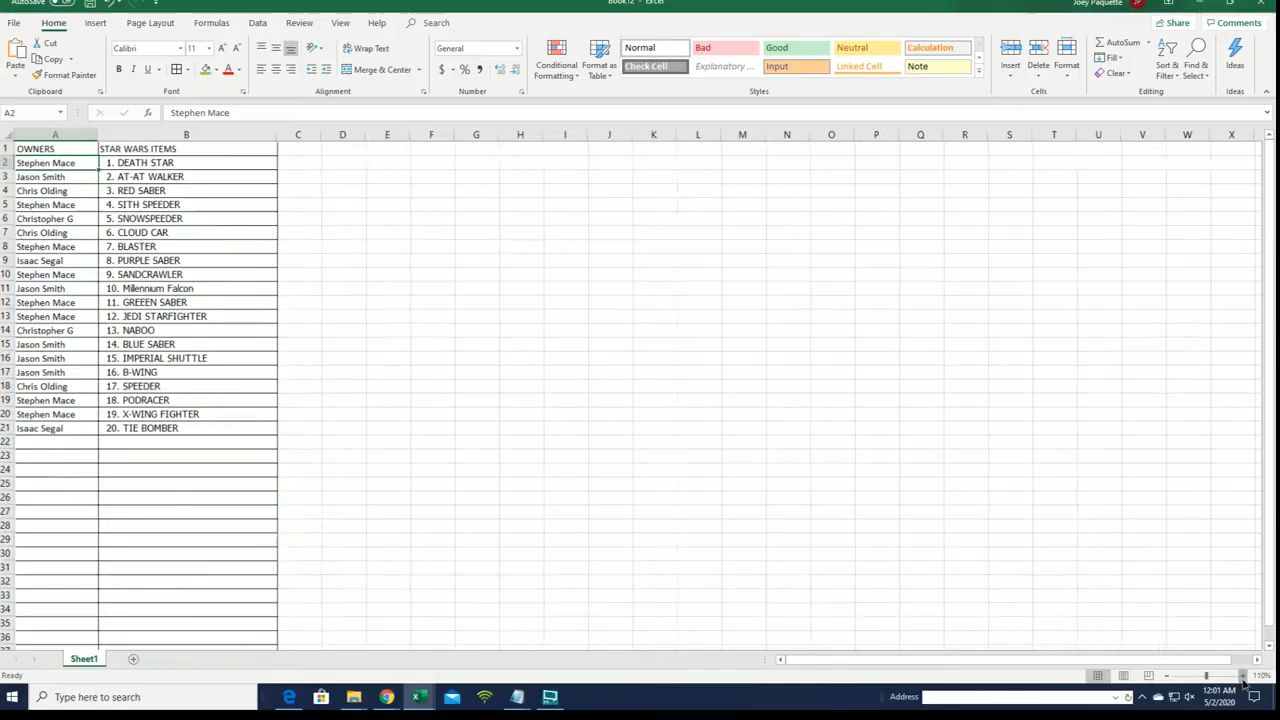 AutoSave Off Book12 - Excel Joey Paquette JP
File Home Insert Page Layout Formulas Data Review View Help Search Share Comments
Cut Calibri 11 Wrap Text General Normal Bad Good Neutral Calculation AutoSum
Copy Fill
Paste Format Painter Merge & Center Conditional Formatting Format as Table Check Cell Explanatory ... Input Linked Cell Note Insert Delete Format Clear Sort & Filter Find & Select Ideas
Clipboard Font Alignment Number Styles Cells Editing Ideas
A2 fx Stephen Mace
A B C D E F G H I J K L M N O P Q R S T U V W X
1 OWNERS STAR WARS ITEMS
2 Stephen Mace 1. DEATH STAR
3 Jason Smith 2. AT-AT WALKER
4 Chris Olding 3. RED SABER
5 Stephen Mace 4. SITH SPEEDER
6 Christopher G 5. SNOWSPEEDER
7 Chris Olding 6. CLOUD CAR
8 Stephen Mace 7. BLASTER
9 Isaac Segal 8. PURPLE SABER
10 Stephen Mace 9. SANDCRAWLER
11 Jason Smith 10. Millennium Falcon
12 Stephen Mace 11. GREEEN SABER
13 Stephen Mace 12. JEDI STARFIGHTER
14 Christopher G 13. NABOO
15 Jason Smith 14. BLUE SABER
16 Jason Smith 15. IMPERIAL SHUTTLE
17 Jason Smith 16. B-WING
18 Chris Olding 17. SPEEDER
19 Stephen Mace 18. PODRACER
20 Stephen Mace 19. X-WING FIGHTER
21 Isaac Segal 20. TIE BOMBER
22
23
24
25
26
27
28
29
30
31
32
33
34
35
36
Sheet1
Ready 110%
Type here to search Address 12:01 AM
5/2/2020